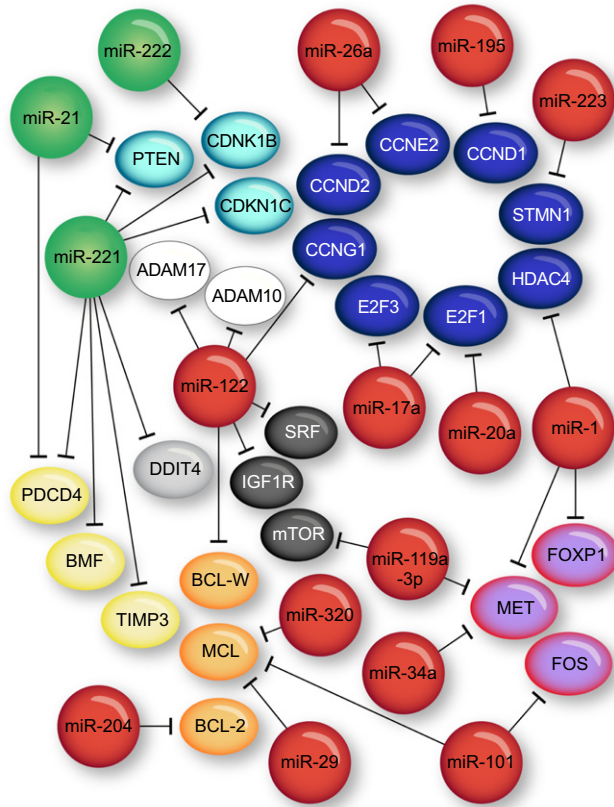 miR-222
miR-26a
miR-195
miR-21
miR-223
CDNK1B
CCNE2
CCND1
PTEN
CCND2
CDKN1C
STMN1
miR-221
CCNG1
ADAM17
HDAC4
ADAM10
E2F3
E2F1
miR-122
miR-17a
miR-20a
miR-1
SRF
DDIT4
IGF1R
PDCD4
mTOR
FOXP1
BMF
miR-119a
-3p
BCL-W
MET
TIMP3
miR-320
MCL
FOS
miR-34a
miR-204
BCL-2
miR-29
miR-101